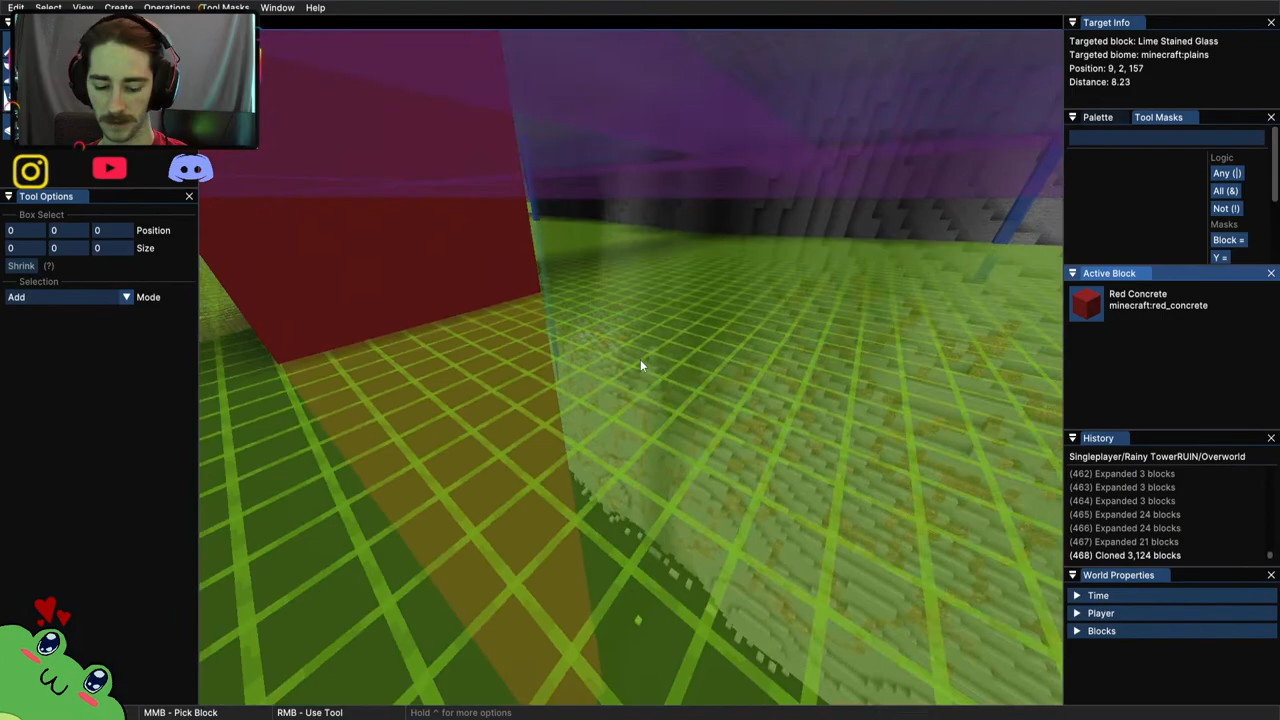 Edit Select View Create Operations Tool Masks Window Help
Target Info
Targeted block: Lime Stained Glass
Targeted biome: minecraft:plains
Position: 9, 2, 157
Distance: 8.23
Palette Tool Masks
Logic
Any (|)
All (&)
Not (!)
Masks
Block =
Y =
Tool Options
Box Select
0 0 0 Position
0 0 0 Size
Shrink (?)
Selection
Add Mode
Active Block
Red Concrete
minecraft:red_concrete
History
Singleplayer/Rainy TowerRUIN/Overworld
(462) Expanded 3 blocks
(463) Expanded 3 blocks
(464) Expanded 3 blocks
(465) Expanded 24 blocks
(466) Expanded 24 blocks
(467) Expanded 21 blocks
(468) Cloned 3,124 blocks
World Properties
Time
Player
Blocks
MMB - Pick Block RMB - Use Tool Hold ^ for more options